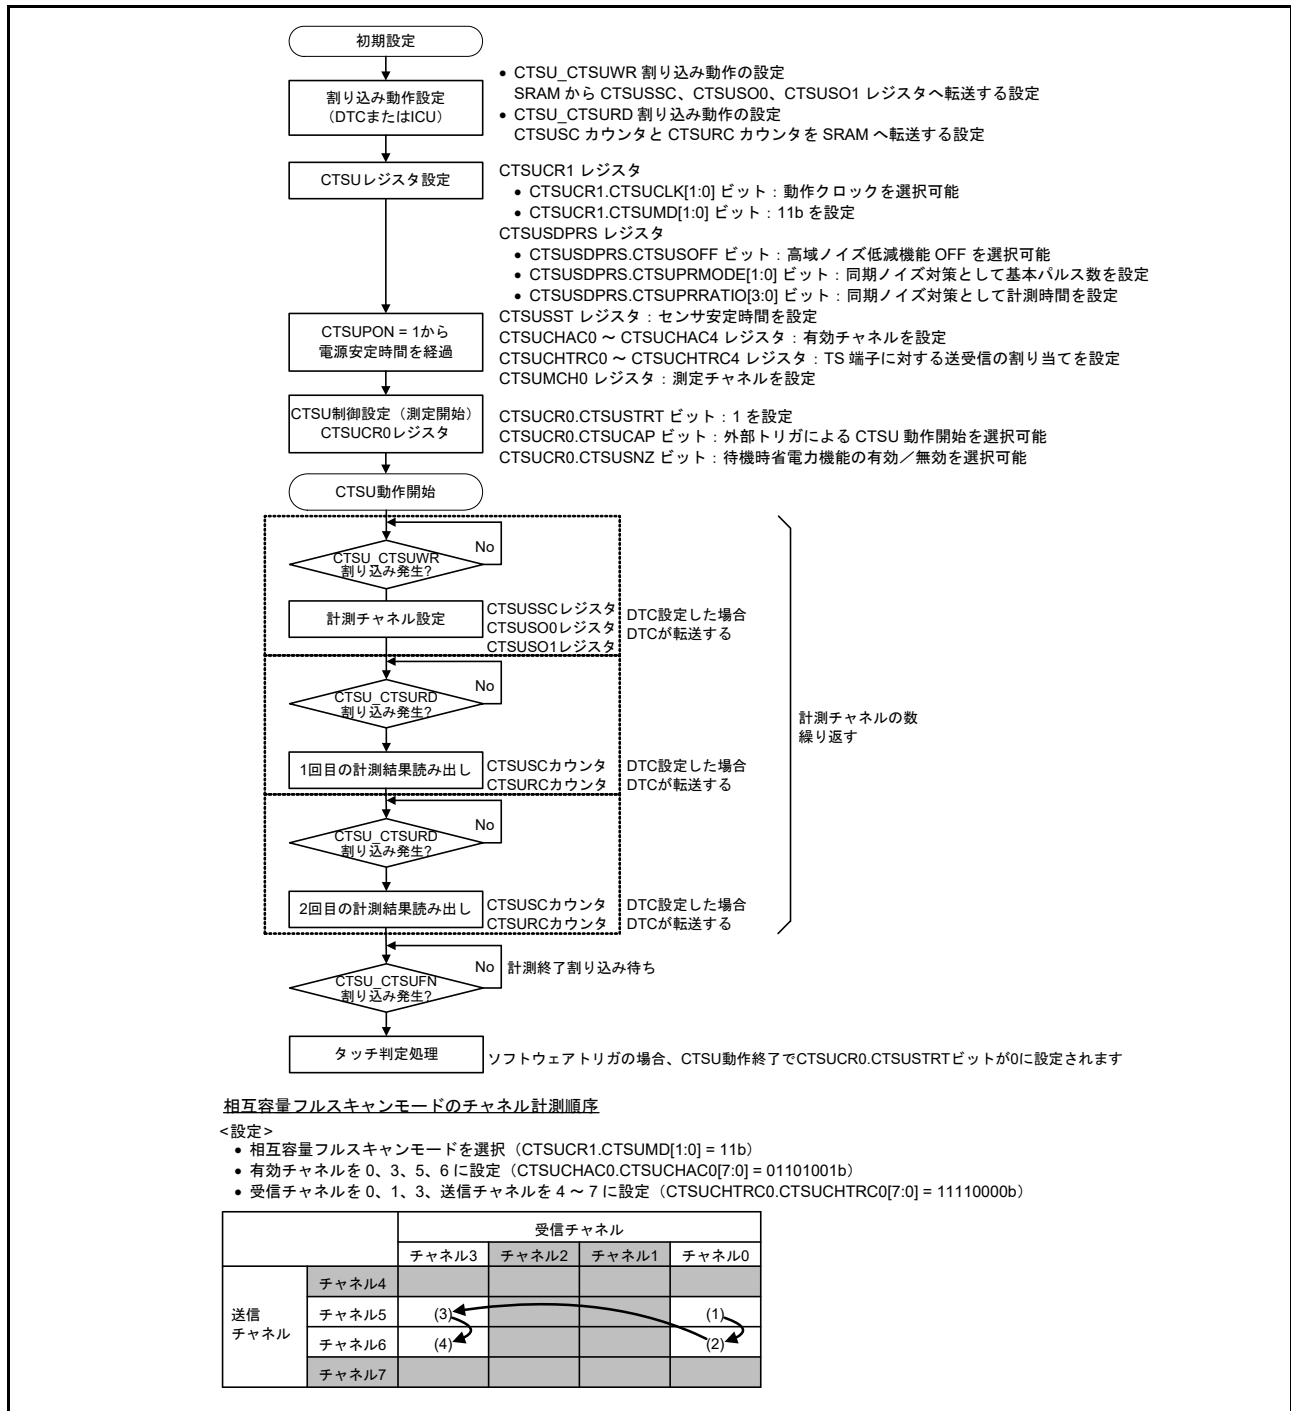 初期設定
割り込み動作設定
（DTCまたはICU）
• CTSU_CTSUWR 割り込み動作の設定
SRAM から CTSUSSC、CTSUSO0、CTSUSO1 レジスタへ転送する設定
• CTSU_CTSURD 割り込み動作の設定
CTSUSC カウンタと CTSURC カウンタを SRAM へ転送する設定
CTSUレジスタ設定
CTSUCR1 レジスタ
• CTSUCR1.CTSUCLK[1:0] ビット：動作クロックを選択可能
• CTSUCR1.CTSUMD[1:0] ビット：11b を設定
CTSUSDPRS レジスタ
• CTSUSDPRS.CTSUSOFF ビット：高域ノイズ低減機能 OFF を選択可能
• CTSUSDPRS.CTSUPRMODE[1:0] ビット：同期ノイズ対策として基本パルス数を設定
• CTSUSDPRS.CTSUPRRATIO[3:0] ビット：同期ノイズ対策として計測時間を設定
CTSUSST レジスタ：センサ安定時間を設定
CTSUCHAC0 ～ CTSUCHAC4 レジスタ：有効チャネルを設定
CTSUCHTRC0 ～ CTSUCHTRC4 レジスタ：TS 端子に対する送受信の割り当てを設定
CTSUMCH0 レジスタ：測定チャネルを設定
CTSUPON = 1から
電源安定時間を経過
CTSU制御設定（測定開始）
CTSUCR0レジスタ
CTSUCR0.CTSUSTRT ビット：1 を設定
CTSUCR0.CTSUCAP ビット：外部トリガによる CTSU 動作開始を選択可能
CTSUCR0.CTSUSNZ ビット：待機時省電力機能の有効／無効を選択可能
CTSU動作開始
CTSU_CTSUWR
割り込み発生?
No
計測チャネル設定
CTSUSSCレジスタ
CTSUSO0レジスタ
CTSUSO1レジスタ
DTC設定した場合
DTCが転送する
CTSU_CTSURD
割り込み発生?
No
1回目の計測結果読み出し
CTSUSCカウンタ
CTSURCカウンタ
DTC設定した場合
DTCが転送する
計測チャネルの数
繰り返す
CTSU_CTSURD
割り込み発生?
No
2回目の計測結果読み出し
CTSUSCカウンタ
CTSURCカウンタ
DTC設定した場合
DTCが転送する
CTSU_CTSUFN
割り込み発生?
No
計測終了割り込み待ち
タッチ判定処理
ソフトウェアトリガの場合、CTSU動作終了でCTSUCR0.CTSUSTRTビットが0に設定されます
相互容量フルスキャンモードのチャネル計測順序
<設定>
• 相互容量フルスキャンモードを選択（CTSUCR1.CTSUMD[1:0] = 11b）
• 有効チャネルを 0、3、5、6 に設定（CTSUCHAC0.CTSUCHAC0[7:0] = 01101001b）
• 受信チャネルを 0、1、3、送信チャネルを 4 ～ 7 に設定（CTSUCHTRC0.CTSUCHTRC0[7:0] = 11110000b）
受信チャネル
チャネル3 チャネル2 チャネル1 チャネル0
送信
チャネル
チャネル4
チャネル5 (3) (1)
チャネル6 (4) (2)
チャネル7